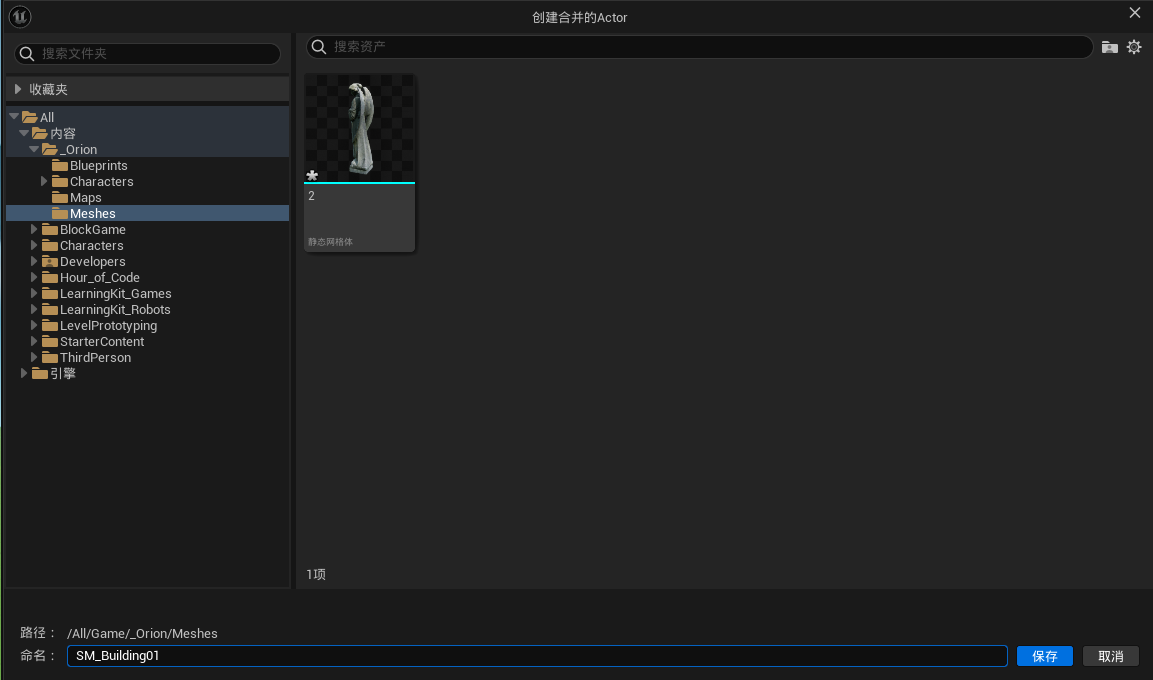 创建合并的Actor
搜索文件夹
搜索资产
收藏夹
All
内容
_Orion
Blueprints
Characters
Maps
Meshes
BlockGame
Characters
Developers
Hour_of_Code
LearningKit_Games
LearningKit_Robots
LevelPrototyping
StarterContent
ThirdPerson
引擎
2
静态网格体
1项
路径： /All/Game/_Orion/Meshes
命名： SM_Building01
保存
取消